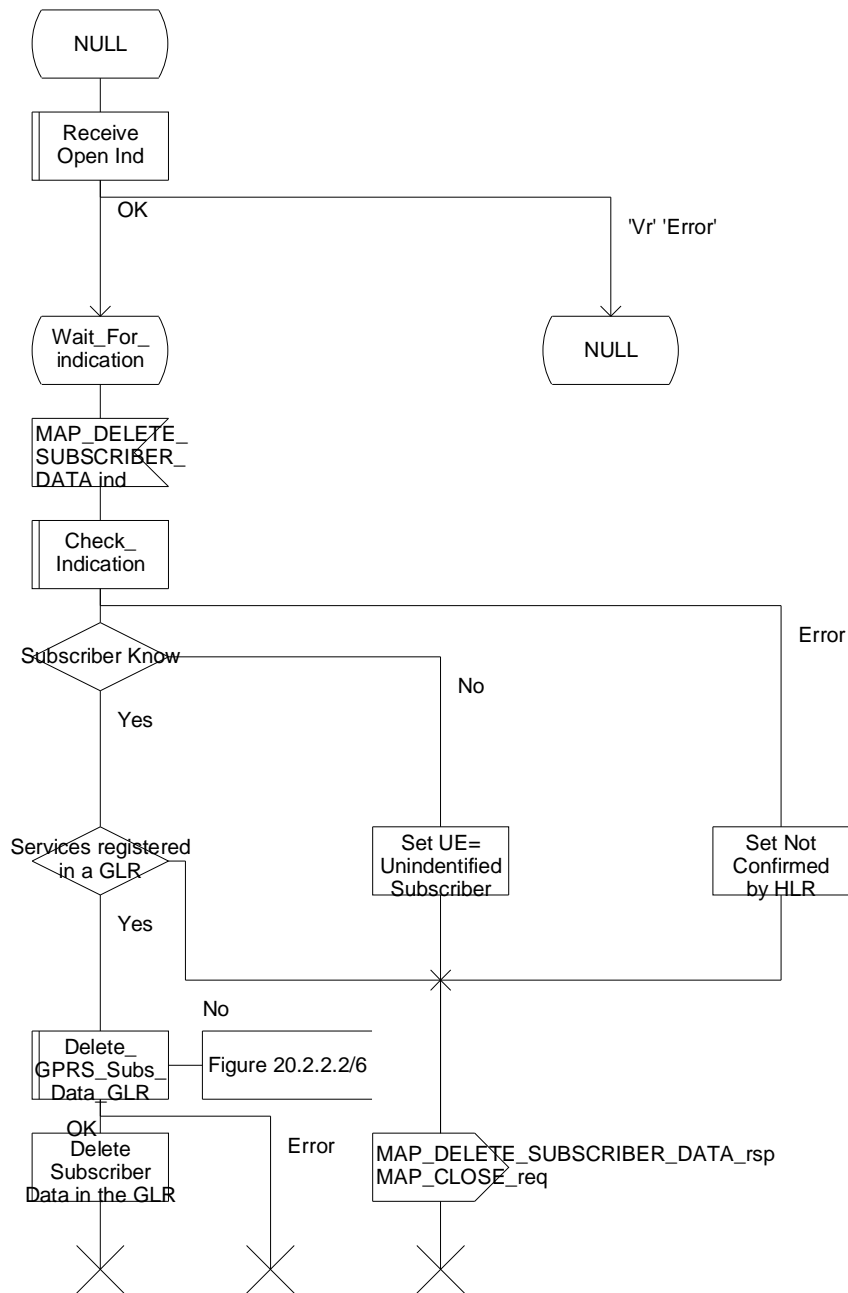 NULL
Receive
Open Ind
OK
'Vr' 'Error'
Wait_For_
indication
NULL
MAP_DELETE_
SUBSCRIBER_
DATA ind
Check_
Indication
Error
Subscriber Know
No
Yes
Services registered
in a GLR
Set UE=
Unindentified
Subscriber
Set Not
Confirmed
by HLR
Yes
No
Delete_
GPRS_Subs_
Data_GLR
Figure 20.2.2.2/6
OK
Error
Delete
Subscriber
Data in the GLR
MAP_DELETE_SUBSCRIBER_DATA_rsp
MAP_CLOSE_req